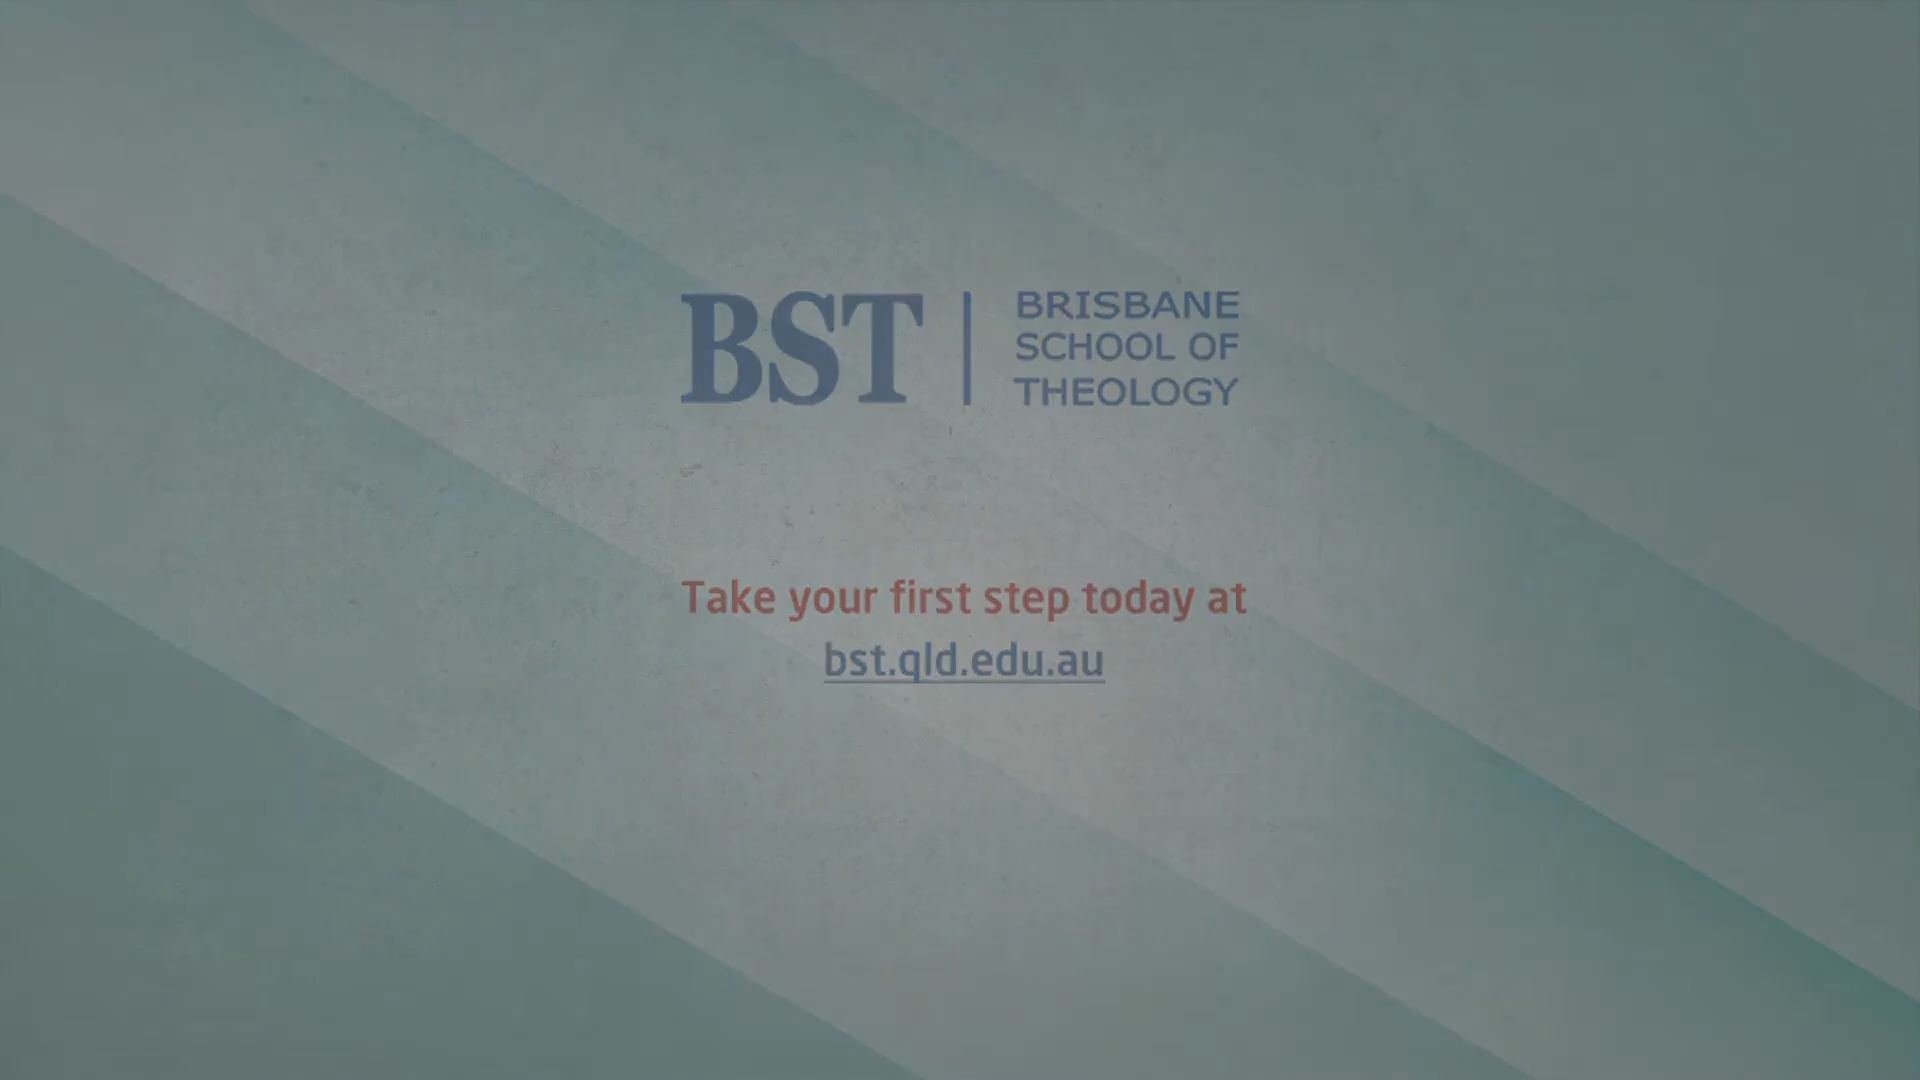 BST
BRISBANE
SCHOOL OF
THEOLOGY
Take your first step today at
bst.qld.edu.au